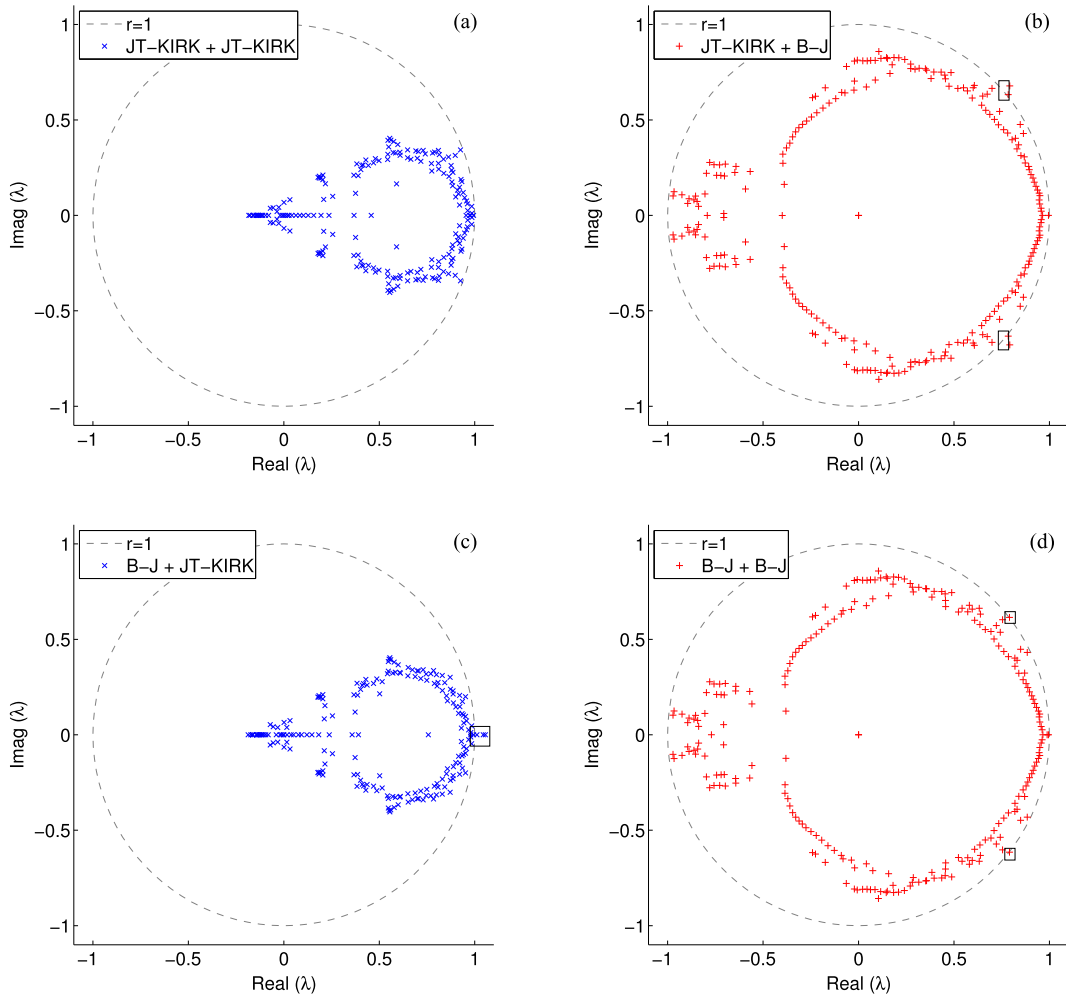 (a)
r=1
JT−KIRK + JT−KIRK
1
0.5
0
−0.5
−1
Imag (λ)
−1
−0.5
0
0.5
1
Real (λ)
(b)
r=1
JT−KIRK + B−J
1
0.5
0
−0.5
−1
Imag (λ)
−1
−0.5
0
0.5
1
Real (λ)
(c)
r=1
B−J + JT−KIRK
1
0.5
0
−0.5
−1
Imag (λ)
−1
−0.5
0
0.5
1
Real (λ)
(d)
r=1
B−J + B−J
1
0.5
0
−0.5
−1
Imag (λ)
−1
−0.5
0
0.5
1
Real (λ)